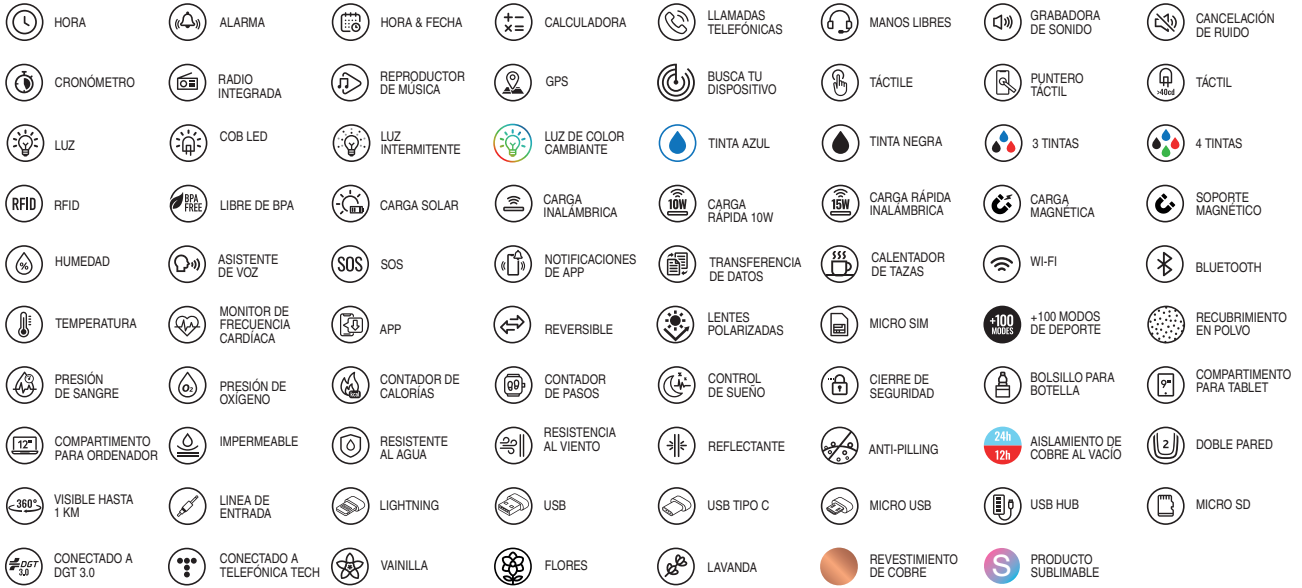 HORA
ALARMA
HORA & FECHA
CALCULADORA
LLAMADAS
TELEFÓNICAS
MANOS LIBRES
GRABADORA
DE SONIDO
CANCELACIÓN
DE RUIDO
CRONÓMETRO
RADIO
INTEGRADA
REPRODUCTOR
DE MÚSICA
GPS
BUSCA TU
DISPOSITIVO
TÁCTILE
PUNTERO
TÁCTIL
>40cd
TÁCTIL
LUZ
COB LED
LUZ
INTERMITENTE
LUZ DE COLOR
CAMBIANTE
TINTA AZUL
TINTA NEGRA
3 TINTAS
4 TINTAS
RFID
RFID
BPA
FREE
LIBRE DE BPA
CARGA SOLAR
CARGA
INALÁMBRICA
10W
CARGA
RÁPIDA 10W
15W
CARGA RÁPIDA
INALÁMBRICA
CARGA
MAGNÉTICA
SOPORTE
MAGNÉTICO
%
HUMEDAD
ASISTENTE
DE VOZ
SOS
SOS
NOTIFICACIONES
DE APP
TRANSFERENCIA
DE DATOS
CALENTADOR
DE TAZAS
WI-FI
BLUETOOTH
TEMPERATURA
MONITOR DE
FRECUENCIA
CARDÍACA
APP
REVERSIBLE
LENTES
POLARIZADAS
MICRO SIM
+100
MODES
+100 MODOS
DE DEPORTE
RECUBRIMIENTO
EN POLVO
PRESIÓN
DE SANGRE
O2
PRESIÓN DE
OXÍGENO
CONTADOR DE
CALORÍAS
CONTADOR
DE PASOS
CONTROL
DE SUEÑO
CIERRE DE
SEGURIDAD
BOLSILLO PARA
BOTELLA
9"
COMPARTIMENTO
PARA TABLET
12"
COMPARTIMENTO
PARA ORDENADOR
IMPERMEABLE
RESISTENTE
AL AGUA
RESISTENCIA
AL VIENTO
REFLECTANTE
ANTI-PILLING
24h
12h
AISLAMIENTO DE
COBRE AL VACÍO
2
DOBLE PARED
360°
VISIBLE HASTA
1 KM
LINEA DE
ENTRADA
LIGHTNING
USB
USB TIPO C
MICRO USB
USB HUB
MICRO SD
DGT
3.0
CONECTADO A
DGT 3.0
CONECTADO A
TELEFÓNICA TECH
VAINILLA
FLORES
LAVANDA
REVESTIMIENTO
DE COBRE
S
PRODUCTO
SUBLIMABLE